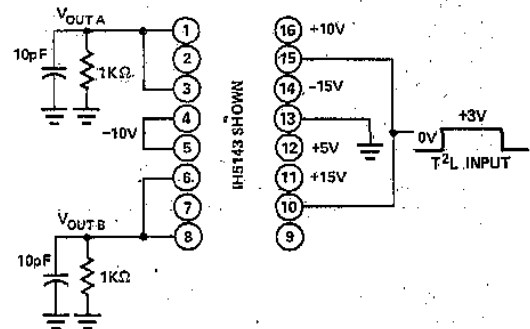 VOUT A
10pF
1KΩ
1
2
3
4
5
6
7
8
-10V
VOUT B
10pF
1KΩ
IH5143 SHOWN
16 +10V
15
14 -15V
13
12 +5V
11 +15V
10
9
0V
+3V
T²L INPUT